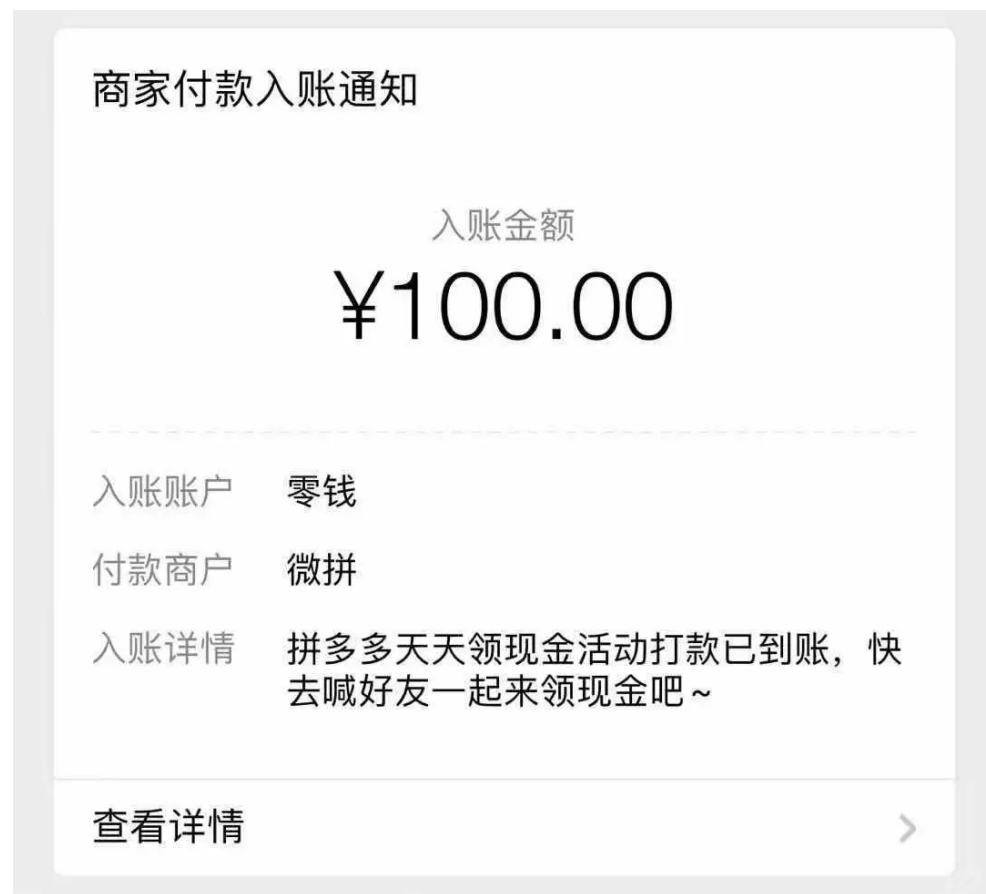 商家付款入账通知
入账金额
¥100.00
入账账户 零钱
付款商户 微拼
入账详情 拼多多天天领现金活动打款已到账，快
去喊好友一起来领现金吧~
查看详情